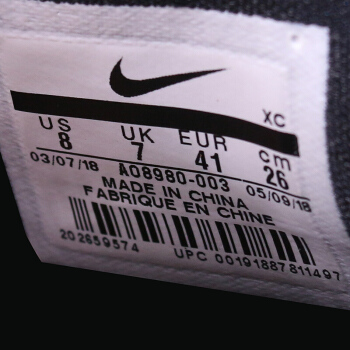 XC
US UK EUR cm
8 7 41 26
03/07/18 AO8980-003 05/09/18
MADE IN CHINA
FABRIQUE EN CHINE
202659574 UPC 00191887811497